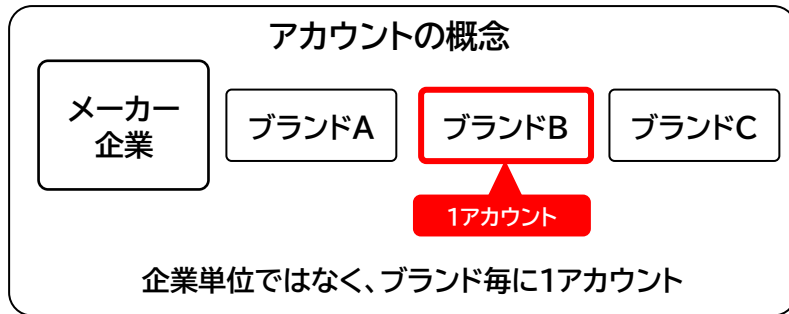 アカウントの概念
メーカー
企業
ブランドA
ブランドB
ブランドC
1アカウント
企業単位ではなく、ブランド毎に1アカウント